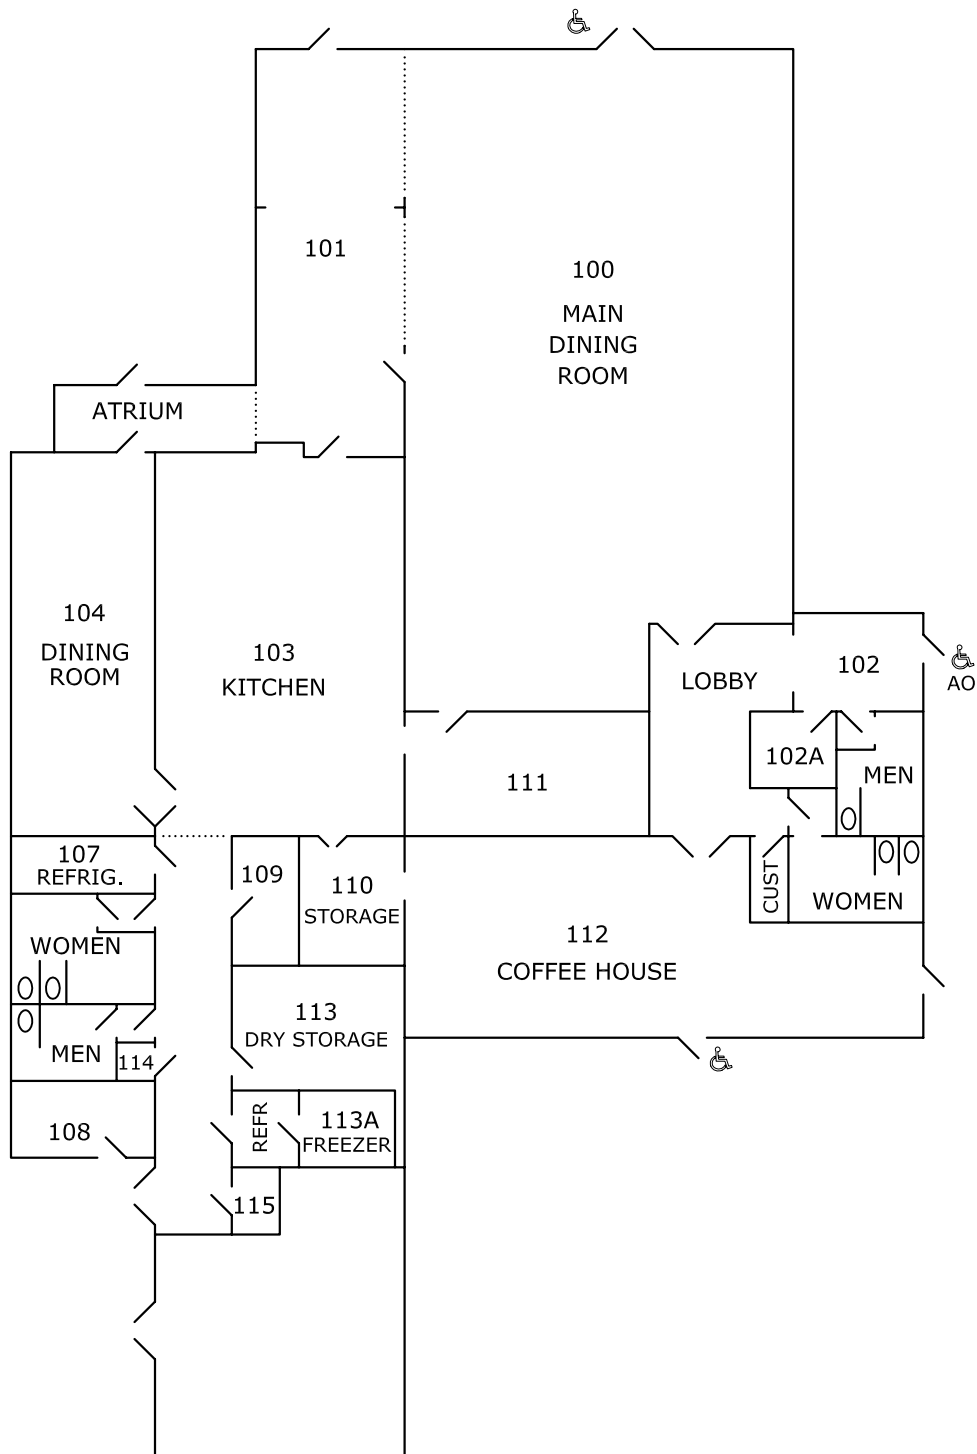 101
100
MAIN
DINING
ROOM
ATRIUM
104
DINING
ROOM
103
KITCHEN
LOBBY
102
AO
102A
MEN
111
107
REFRIG.
109
110
STORAGE
CUST
WOMEN
WOMEN
112
COFFEE HOUSE
113
DRY STORAGE
MEN
114
108
REFR
113A
FREEZER
115